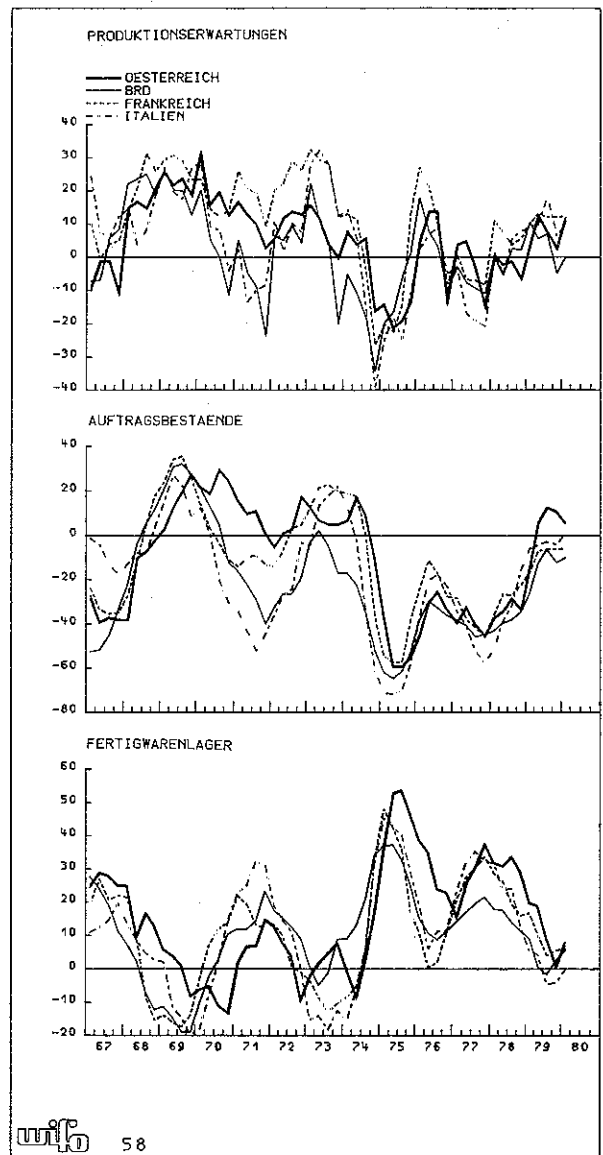 PRODUKTIONSERWARTUNGEN
OESTERREICH
BRD
FRANKREICH
ITALIEN
40
30
20
10
0
-10
-20
-30
-40
AUFTRAGSBESTAENDE
40
20
0
-20
-40
-60
-80
FERTIGWARENLAGER
60
50
40
30
20
10
0
-10
-20
67 68 69 70 71 72 73 74 75 76 77 78 79 80
wifo 58